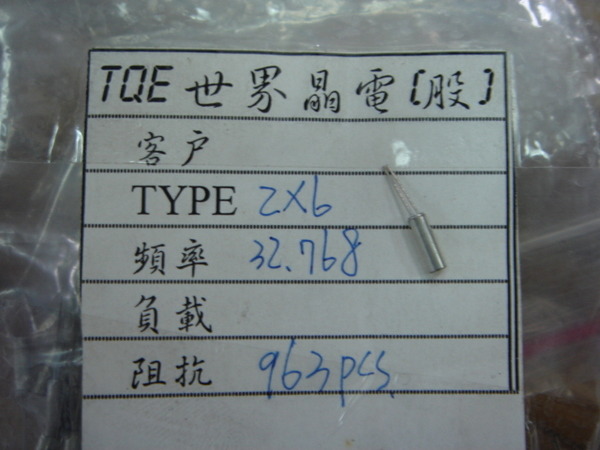 TQE 世界晶電〔股〕
客戶
TYPE 2X6
頻率 32.768
負載
阻抗 963pcs.